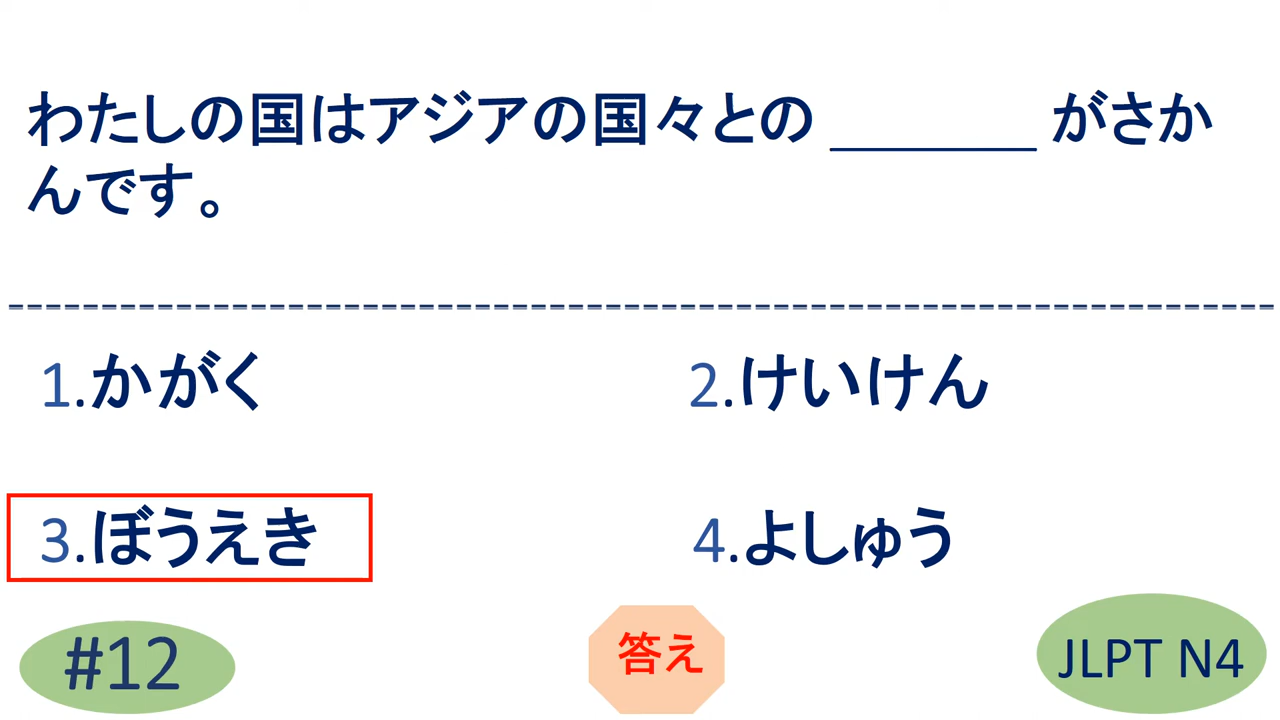 わたしの国はアジアの国々との ________ がさか
んです。
1.かがく
2.けいけん
3.ぼうえき
4.よしゅう
#12
答え
JLPT N4